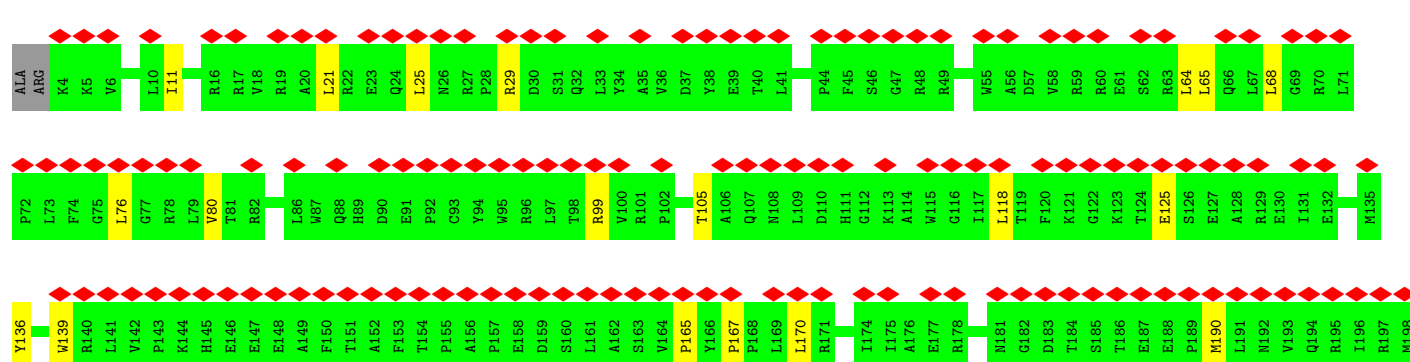 ALA ARG K4 K5 V6 L10 I11 R16 R17 V18 R19 A20 L21 R22 E23 Q24 L25 N26 R27 P28 R29 D30 S31 Q32 L33 Y34 A35 V36 D37 Y38 E39 T40 L41 P44 F45 S46 G47 R48 R49 W55 A56 D57 V58 R59 R60 E61 S62 R63 L64 L65 Q66 L67 L68 G69 R70 L71
P72 L73 F74 G75 L76 G77 R78 L79 V80 T81 R82 L86 W87 Q88 H89 D90 E91 P92 C93 Y94 W95 R96 L97 T98 R99 V100 R101 P102 T105 A106 Q107 N108 L109 D110 H111 G112 K113 A114 W115 G116 I117 L118 T119 F120 K121 G122 K123 T124 E125 S126 E127 A128 R129 E130 I131 E132 M135
Y136 W139 R140 L141 V142 P143 K144 H145 E146 E147 E148 A149 F150 T151 A152 F153 T154 P155 A156 P157 E158 D159 S160 L161 A162 S163 V164 P165 Y166 P167 P168 L169 L170 R171 I174 I175 A176 E177 R178 N181 G182 D183 T184 S185 T186 E187 E188 P189 M190 L191 N192 V193 Q194 R195 I196 R197 M198